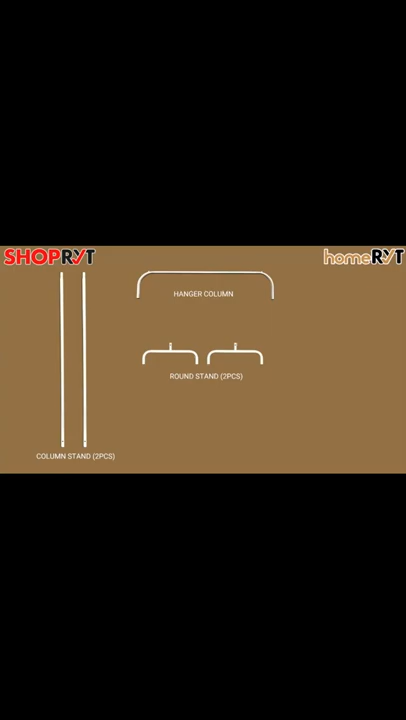 SHOPRYT
homeRYT
HANGER COLUMN
ROUND STAND (2PCS)
COLUMN STAND (2PCS)